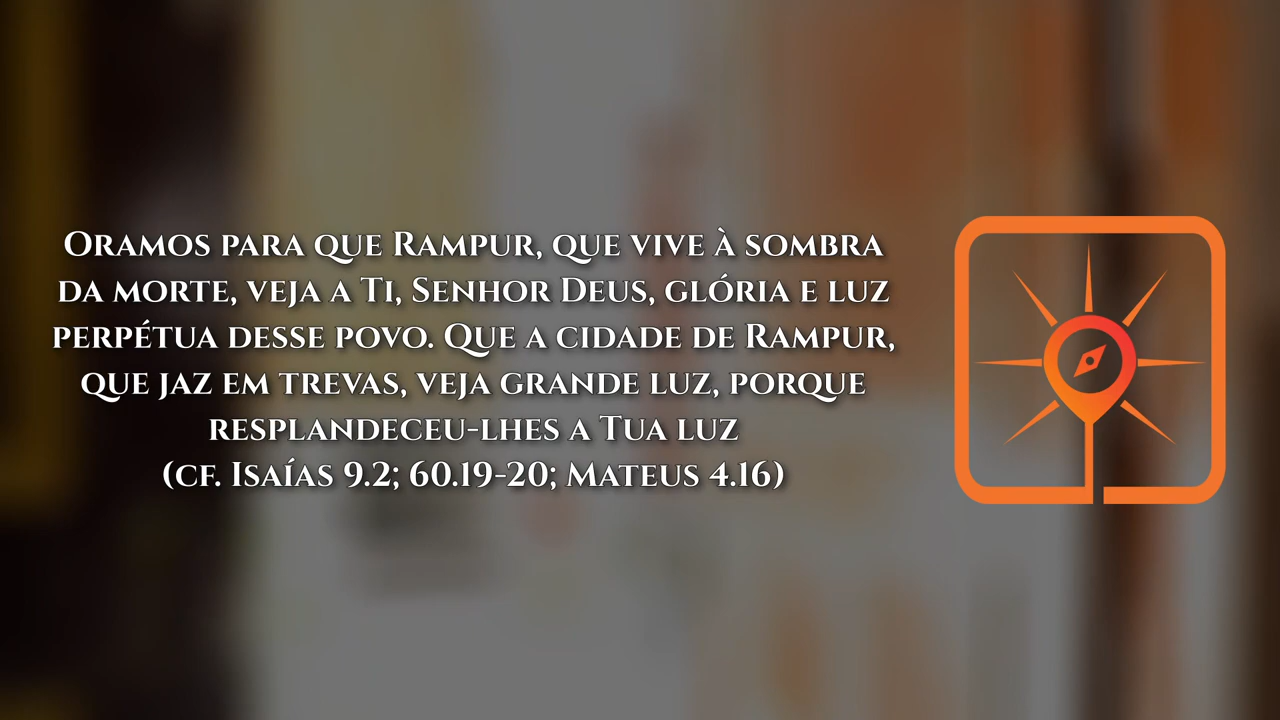 Oramos para que Rampur, que vive à sombra
da morte, veja a Ti, Senhor Deus, glória e luz
perpétua desse povo. Que a cidade de Rampur,
que jaz em trevas, veja grande luz, porque
resplandeceu-lhes a Tua luz
(cf. Isaías 9.2; 60.19-20; Mateus 4.16)